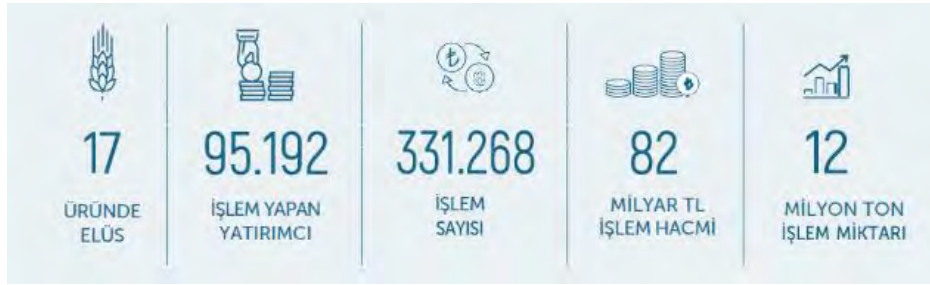 17
ÜRÜNDE
ELÜS
95.192
İŞLEM YAPAN
YATIRIMCI
331.268
İŞLEM
SAYISI
82
MİLYAR TL
İŞLEM HACMİ
12
MİLYON TON
İŞLEM MİKTARI